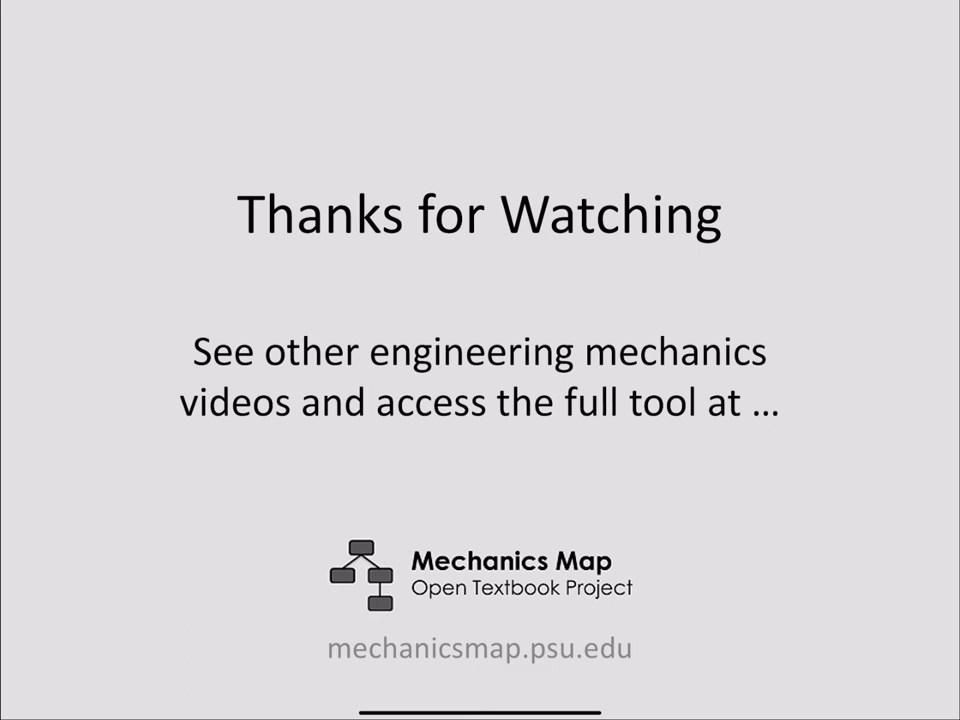 Thanks for Watching
See other engineering mechanics
videos and access the full tool at ...
Mechanics Map
Open Textbook Project
mechanicsmap.psu.edu